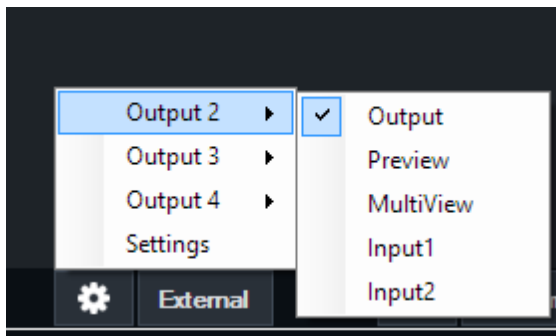 Output 2
Output 3
Output 4
Settings
Output
Preview
MultiView
Input1
Input2
External